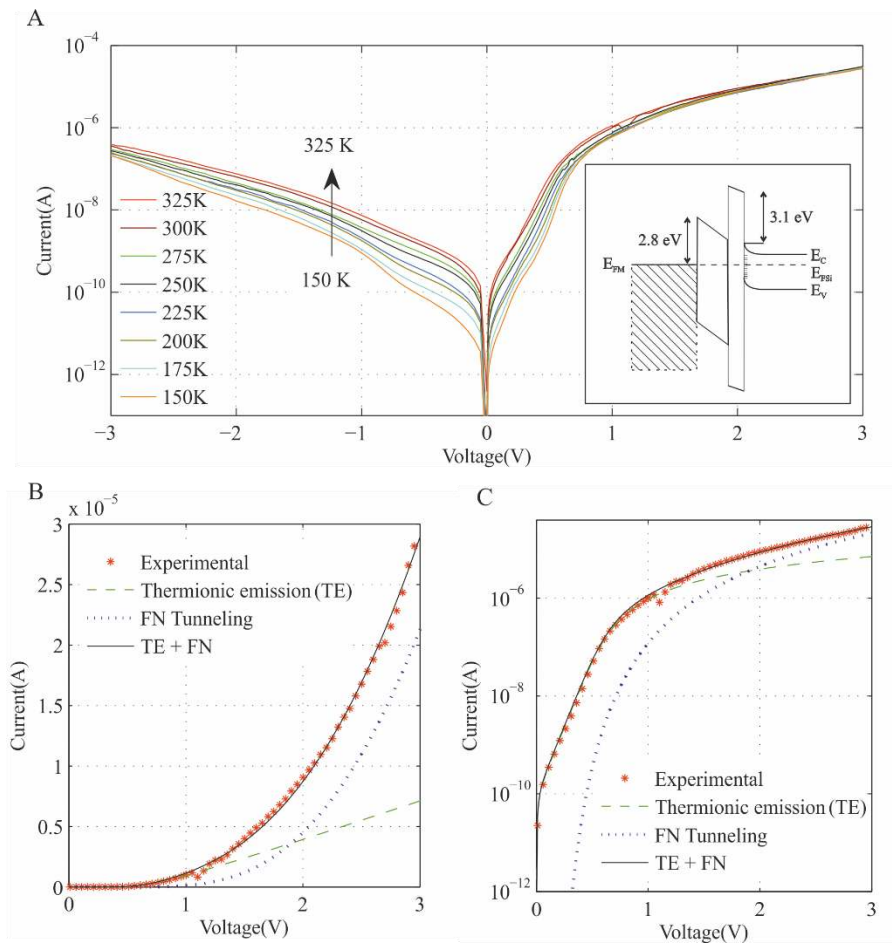 A
Current(A)
10⁻⁴
10⁻⁶
10⁻⁸
10⁻¹⁰
10⁻¹²
325 K
150 K
325K
300K
275K
250K
225K
200K
175K
150K
2.8 eV
3.1 eV
E_FM
E_C
E_FSi
E_V
−3
−2
−1
0
1
2
3
Voltage(V)
B
x 10⁻⁵
Current(A)
3
2.5
2
1.5
1
0.5
0
Experimental
Thermionic emission (TE)
FN Tunneling
TE + FN
0
1
2
3
Voltage(V)
C
Current(A)
10⁻⁶
10⁻⁸
10⁻¹⁰
10⁻¹²
Experimental
Thermionic emission (TE)
FN Tunneling
TE + FN
0
1
2
3
Voltage(V)